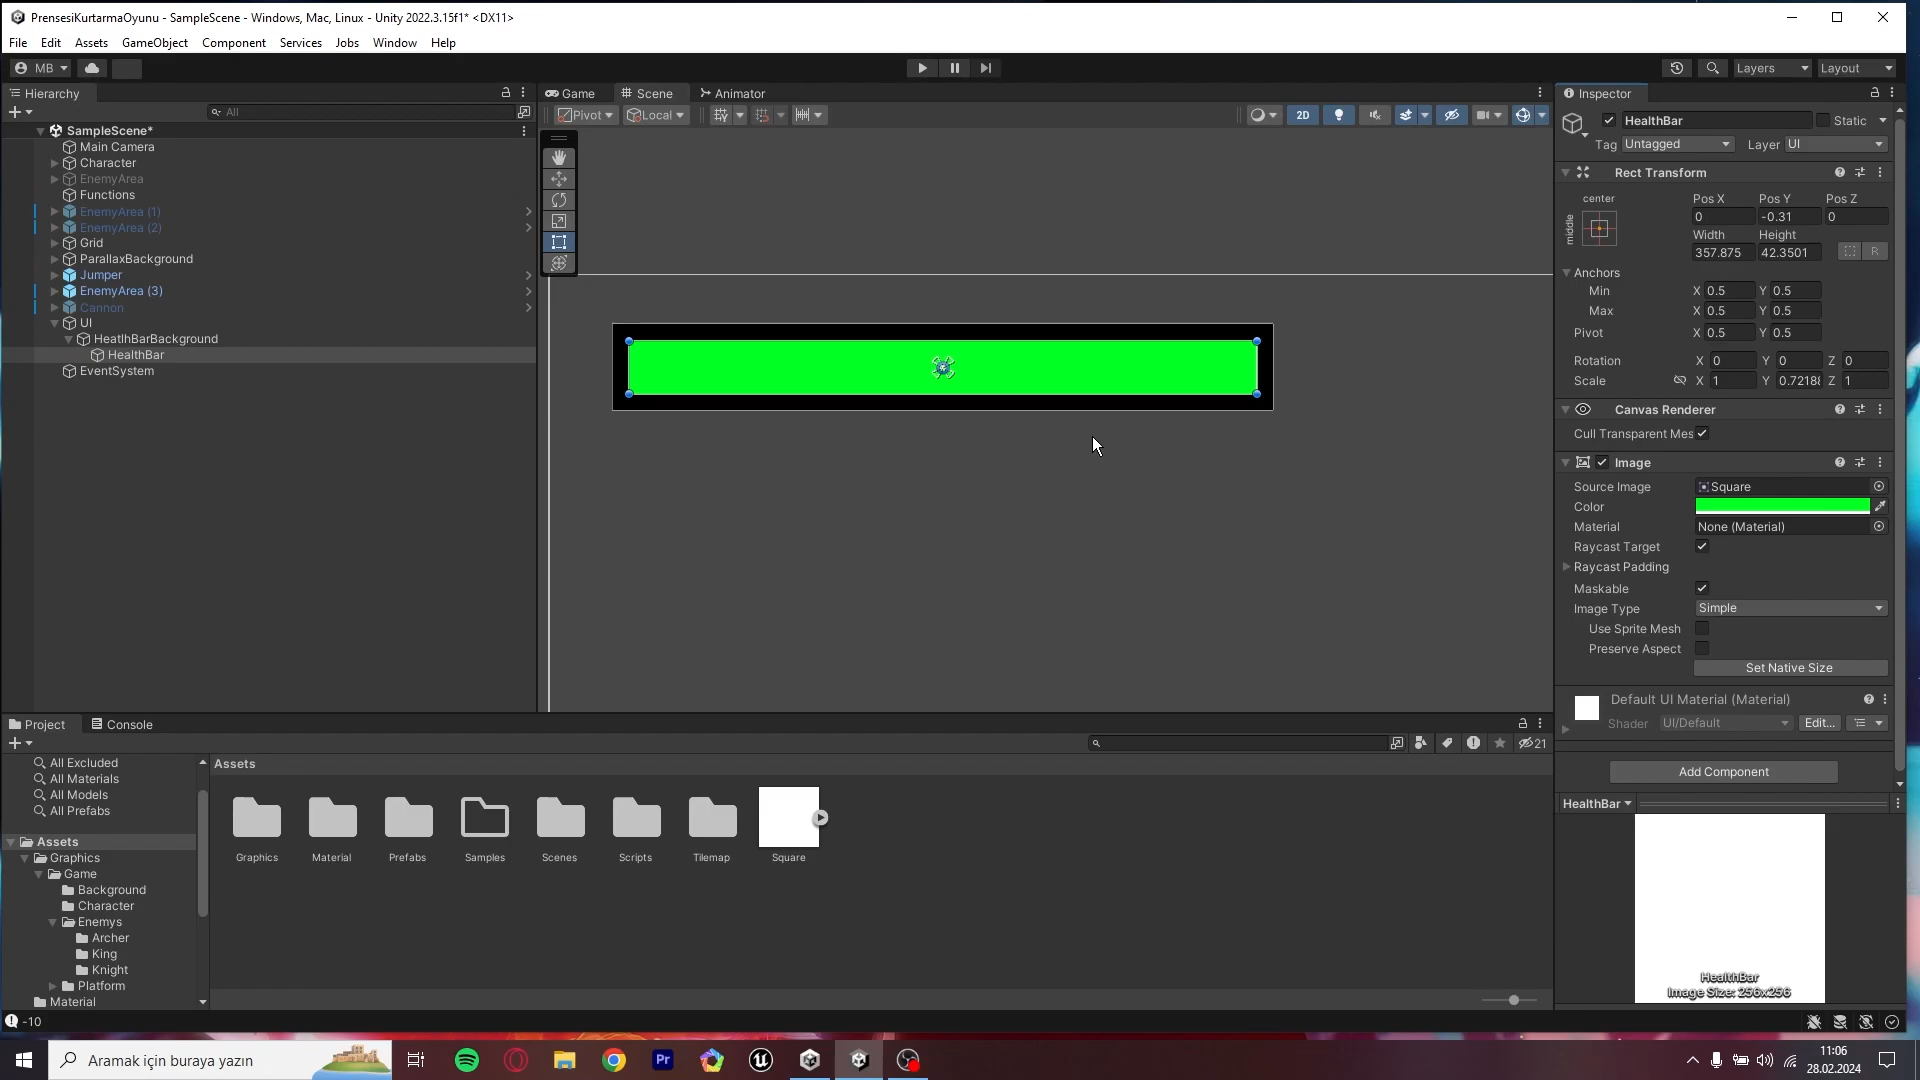 PrensesiKurtarmaOyunu - SampleScene - Windows, Mac, Linux - Unity 2022.3.15f1* <DX11>
File Edit Assets GameObject Component Services Jobs Window Help
MB Layers Layout
Hierarchy
All
SampleScene*
Main Camera
Character
EnemyArea
Functions
EnemyArea (1)
EnemyArea (2)
Grid
ParallaxBackground
Jumper
EnemyArea (3)
Cannon
UI
HeatlhBarBackground
HealthBar
EventSystem
Game Scene Animator
Pivot Local 2D
Inspector
HealthBar Static
Tag Untagged Layer UI
Rect Transform
center
middle
Pos X Pos Y Pos Z
0 -0.31 0
Width Height
357.875 42.3501 R
Anchors
Min X 0.5 Y 0.5
Max X 0.5 Y 0.5
Pivot X 0.5 Y 0.5
Rotation X 0 Y 0 Z 0
Scale X 1 Y 0.7218 Z 1
Canvas Renderer
Cull Transparent Mes
Image
Source Image Square
Color
Material None (Material)
Raycast Target
Raycast Padding
Maskable
Image Type Simple
Use Sprite Mesh
Preserve Aspect
Set Native Size
Default UI Material (Material)
Shader UI/Default Edit...
Add Component
HealthBar
HealthBar
Image Size: 256x256
Project Console
21
All Excluded
All Materials
All Models
All Prefabs
Assets
Graphics
Game
Background
Character
Enemys
Archer
King
Knight
Platform
Material
Assets
Graphics Material Prefabs Samples Scenes Scripts Tilemap Square
-10
Aramak için buraya yazın
Pr
11:06
28.02.2024